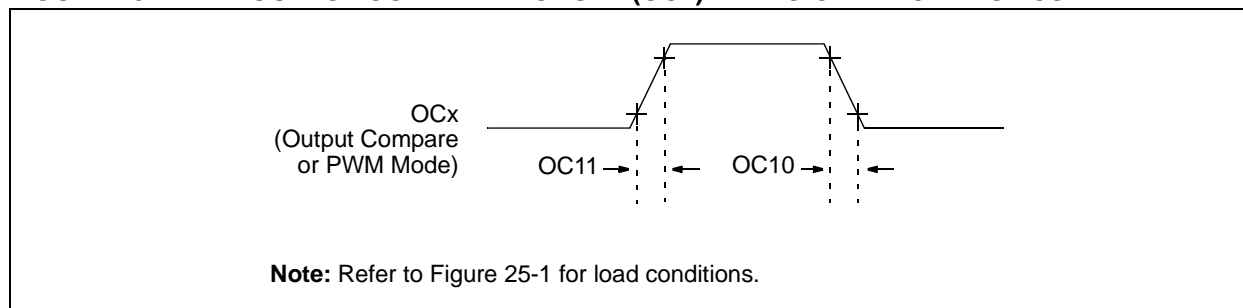 OCx
(Output Compare
or PWM Mode)
OC11
OC10
Note: Refer to Figure 25-1 for load conditions.